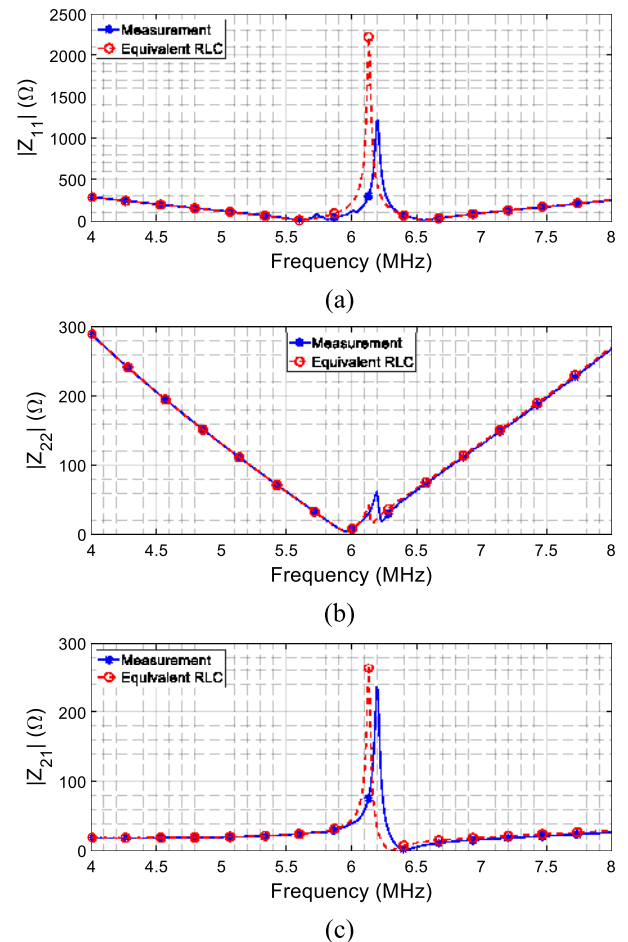 2500
2000
1500
1000
500
0
|Z11| (Ω)
Measurement
Equivalent RLC
4 4.5 5 5.5 6 6.5 7 7.5 8
Frequency (MHz)
(a)
300
200
100
0
|Z22| (Ω)
Measurement
Equivalent RLC
4 4.5 5 5.5 6 6.5 7 7.5 8
Frequency (MHz)
(b)
300
200
100
0
|Z21| (Ω)
Measurement
Equivalent RLC
4 4.5 5 5.5 6 6.5 7 7.5 8
Frequency (MHz)
(c)